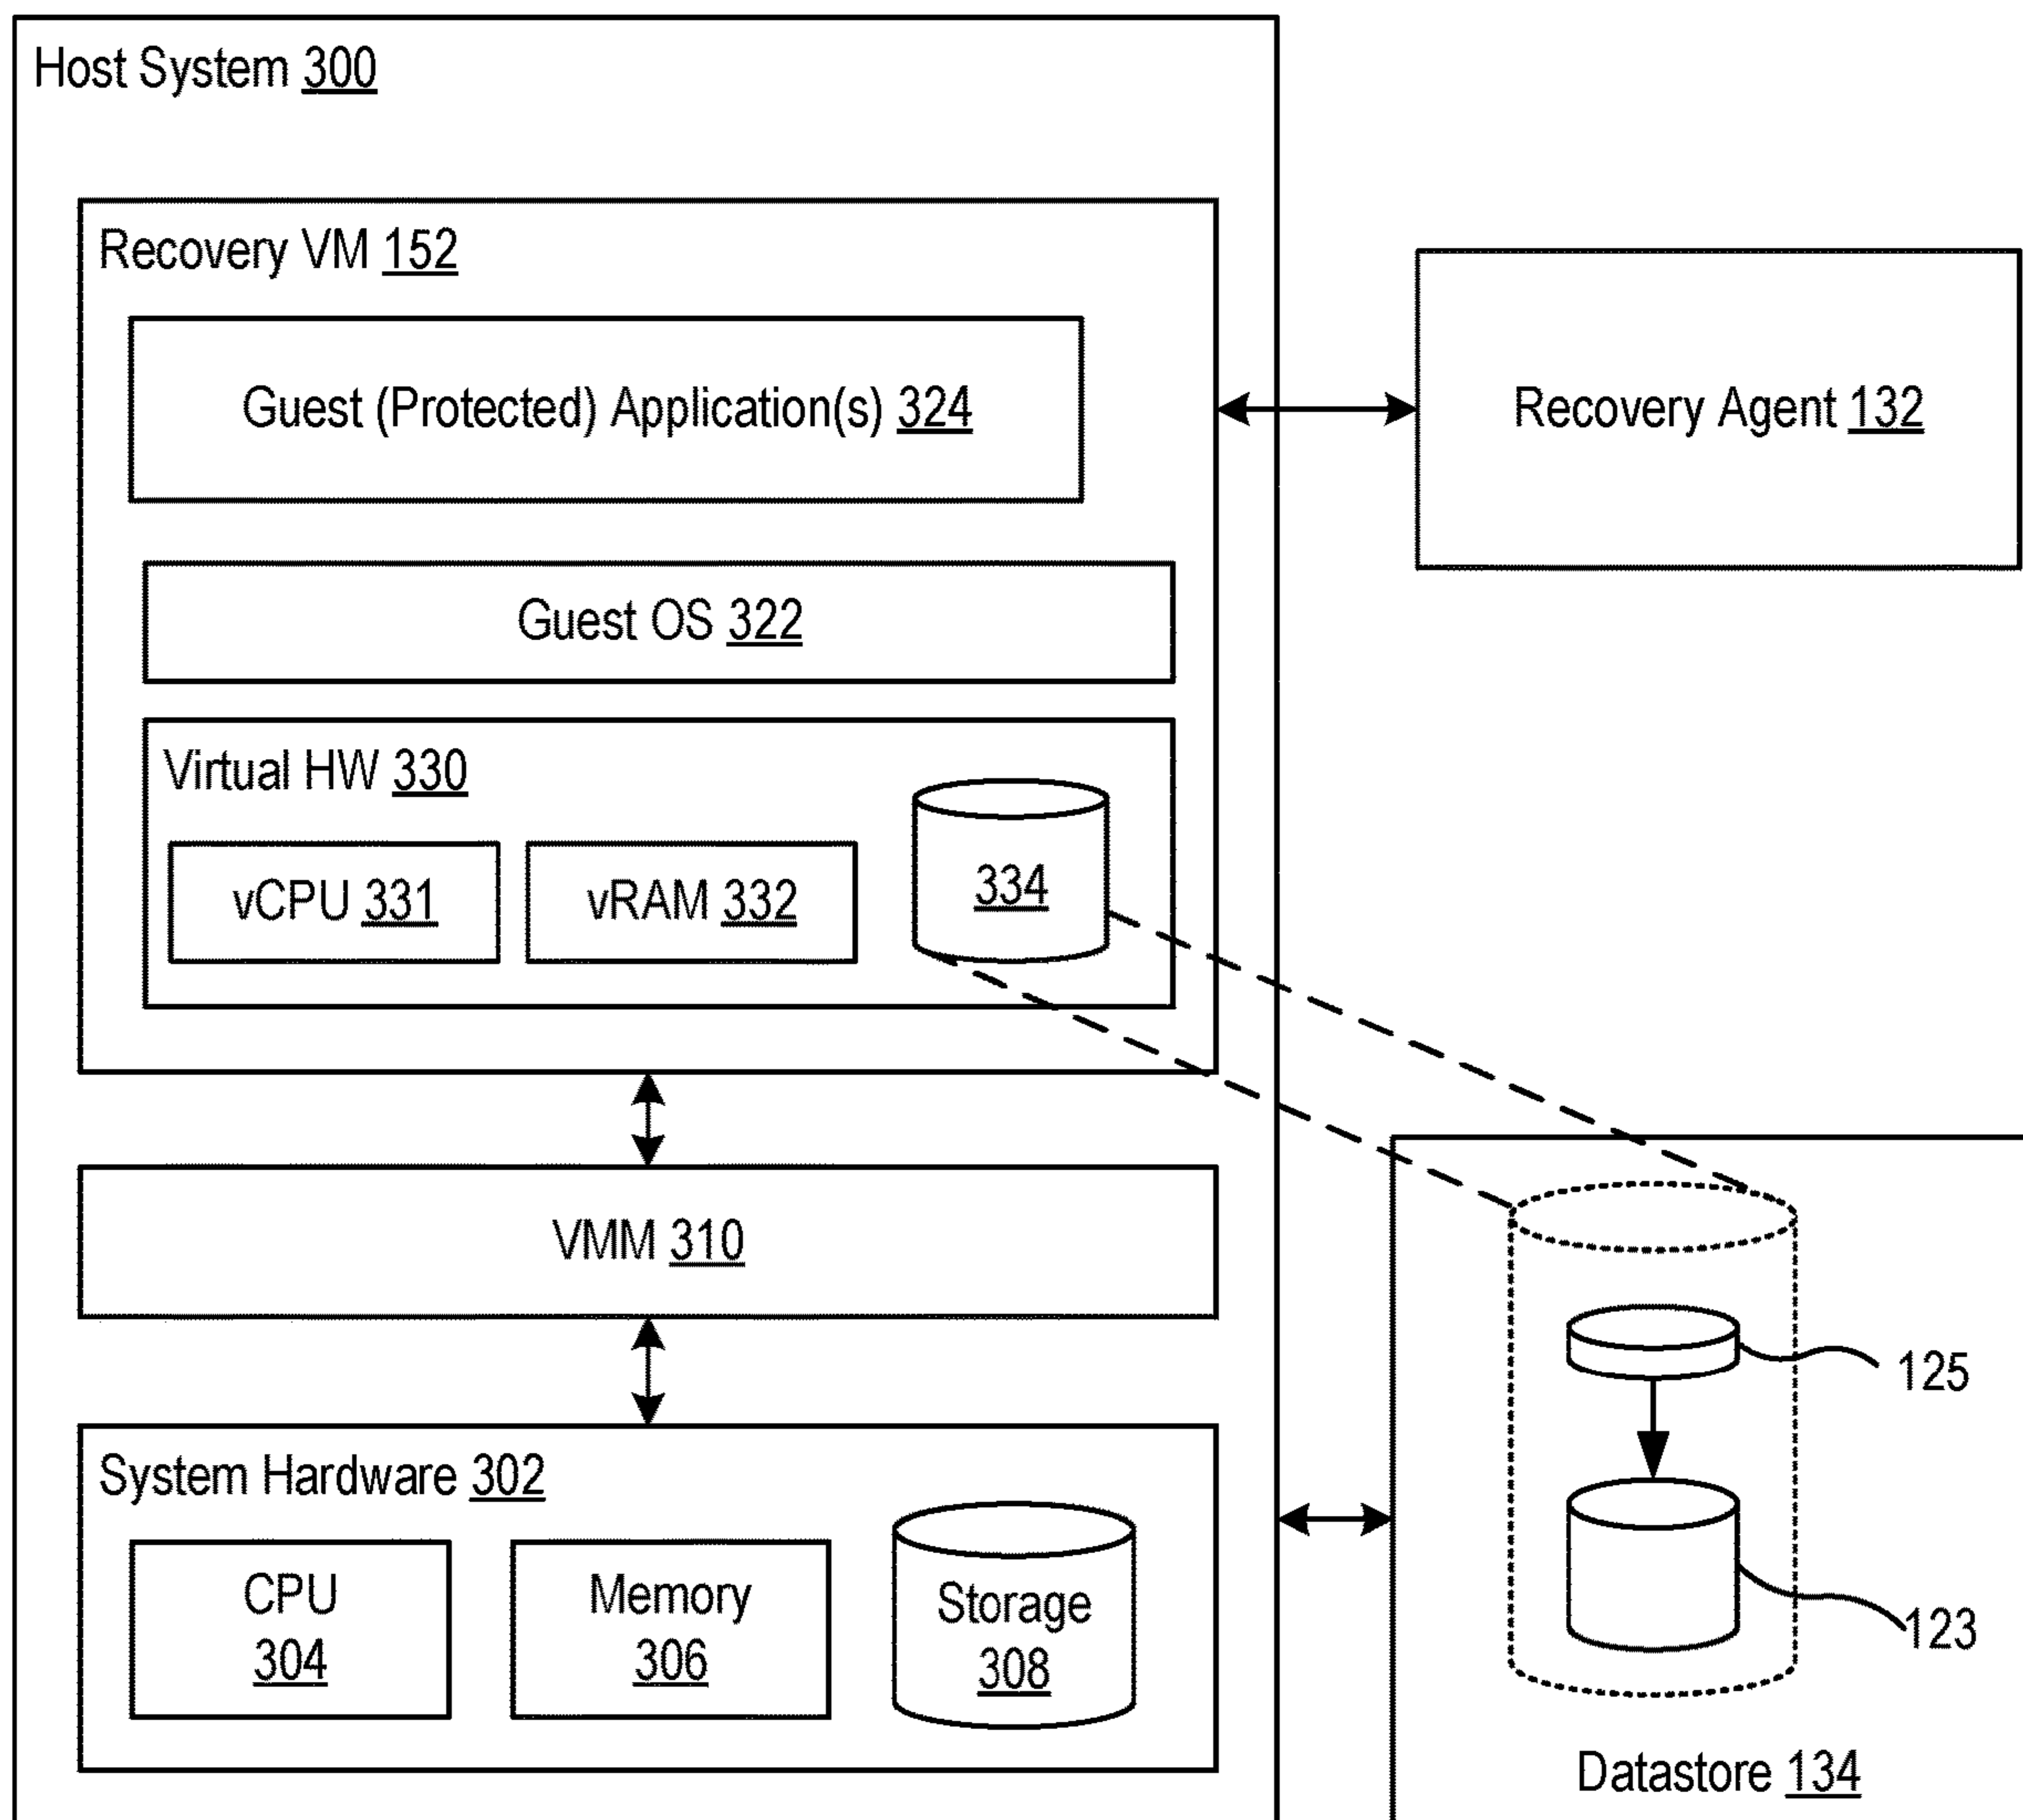 Host System 300
Recovery VM 152
Guest (Protected) Application(s) 324
Recovery Agent 132
Guest OS 322
Virtual HW 330
vCPU 331
vRAM 332
334
VMM 310
125
System Hardware 302
CPU
304
Memory
306
Storage
308
123
Datastore 134